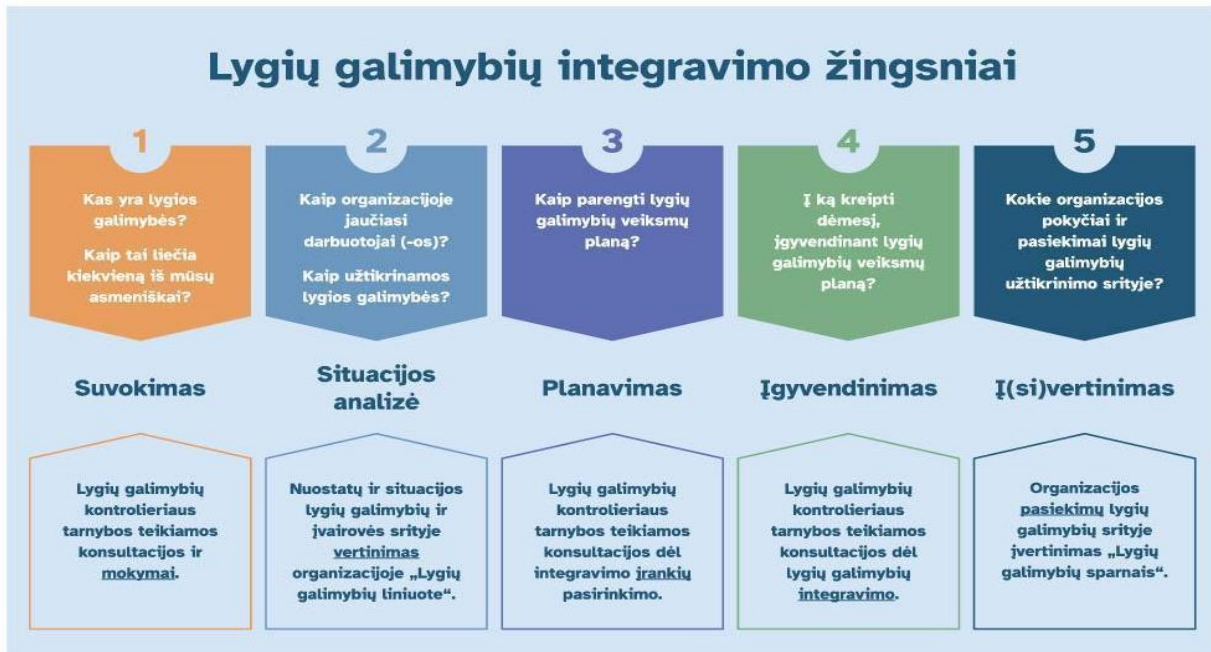 Lygių galimybių integravimo žingsniai
1
Kas yra lygios
galimybės?
Kaip tai liečia
kiekvieną iš mūsų
asmeniškai?
Suvokimas
Lygių galimybių
kontrolieriaus
tarnybos teikiamos
konsultacijos ir
mokymai.
2
Kaip organizacijoje
jaučiasi
darbuotojai (-os)?
Kaip užtikrinamos
lygios galimybės?
Situacijos
analizė
Nuostatų ir situacijos
lygių galimybių ir
įvairovės srityje
vertinimas
organizacijoje „Lygių
galimybių liniuote“.
3
Kaip parengti lygių
galimybių veiksmų
planą?
Planavimas
Lygių galimybių
kontrolieriaus
tarnybos teikiamos
konsultacijos dėl
integravimo įrankių
pasirinkimo.
4
Į ką kreipti
dėmesį,
įgyvendinant lygių
galimybių veiksmų
planą?
Įgyvendinimas
Lygių galimybių
kontrolieriaus
tarnybos teikiamos
konsultacijos dėl
lygių galimybių
integravimo.
5
Kokie organizacijos
pokyčiai ir
pasiekimai lygių
galimybių
užtikrinimo srityje?
Į(si)vertinimas
Organizacijos
pasiekimų lygių
galimybių srityje
įvertinimas „Lygių
galimybių sparnais“.